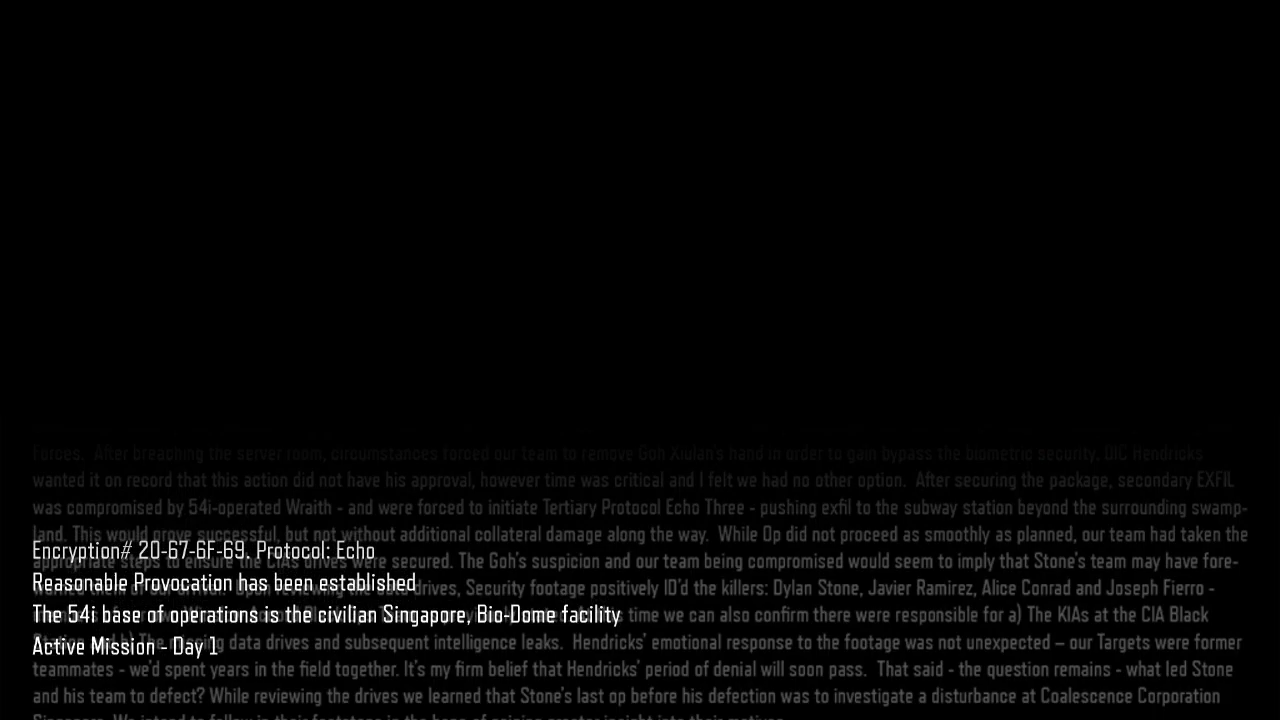 Forces. After breaching the server room, circumstances forced our team to remove Goh Xiulan's hand in order to gain bypass the biometric security. OIC Hendricks
wanted it on record that this action did not have his approval, however time was critical and I felt we had no other option. After securing the package, secondary EXFIL
was compromised by 54i-operated Wraith - and were forced to initiate Tertiary Protocol Echo Three - pushing exfil to the subway station beyond the surrounding swamp-
land. This would prove successful, but not without additional collateral damage along the way. While Op did not proceed as smoothly as planned, our team had taken the
Encryption# 20-67-6F-69. Protocol: Echo
appropriate steps to ensure the CIAs drives were secured. The Goh's suspicion and our team being compromised would seem to imply that Stone's team may have fore-
Reasonable Provocation has been established
drives, Security footage positively ID'd the killers: Dylan Stone, Javier Ramirez, Alice Conrad and Joseph Fierro -
The 54i base of operations is the civilian Singapore, Bio-Dome facility
time we can also confirm there were responsible for a) The KIAs at the CIA Black
Active Mission - Day 1
data drives and subsequent intelligence leaks. Hendricks' emotional response to the footage was not unexpected – our Targets were former
teammates - we'd spent years in the field together. It's my firm belief that Hendricks' period of denial will soon pass. That said - the question remains - what led Stone
and his team to defect? While reviewing the drives we learned that Stone's last op before his defection was to investigate a disturbance at Coalescence Corporation